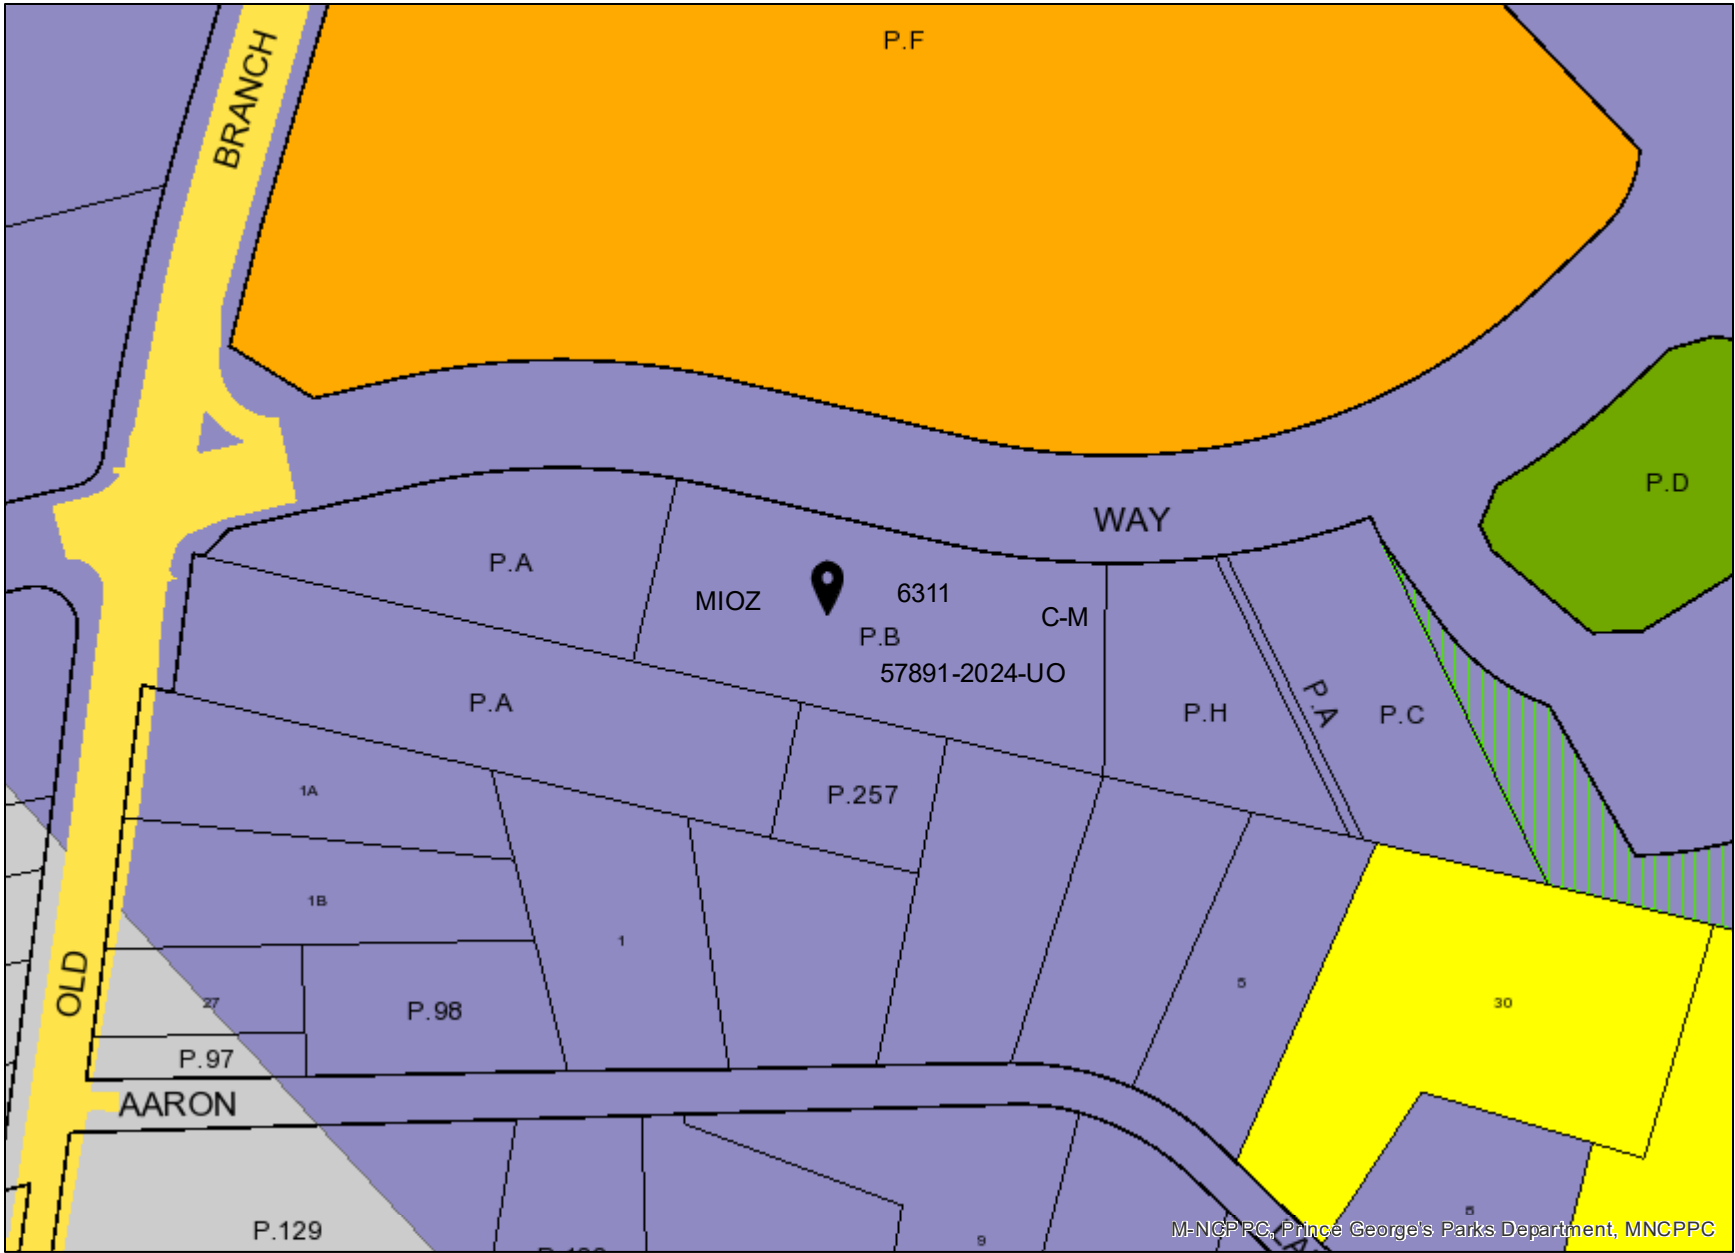 P.F
BRANCH
P.D
WAY
P.A
MIOZ
6311
C-M
P.B
57891-2024-UO
P.A
P.H
P.A
P.C
P.257
1A
1B
1
OLD
27
P.98
5
30
P.97
AARON
P.129
9
M-NCPPC, Prince George's Parks Department, MNCPPC